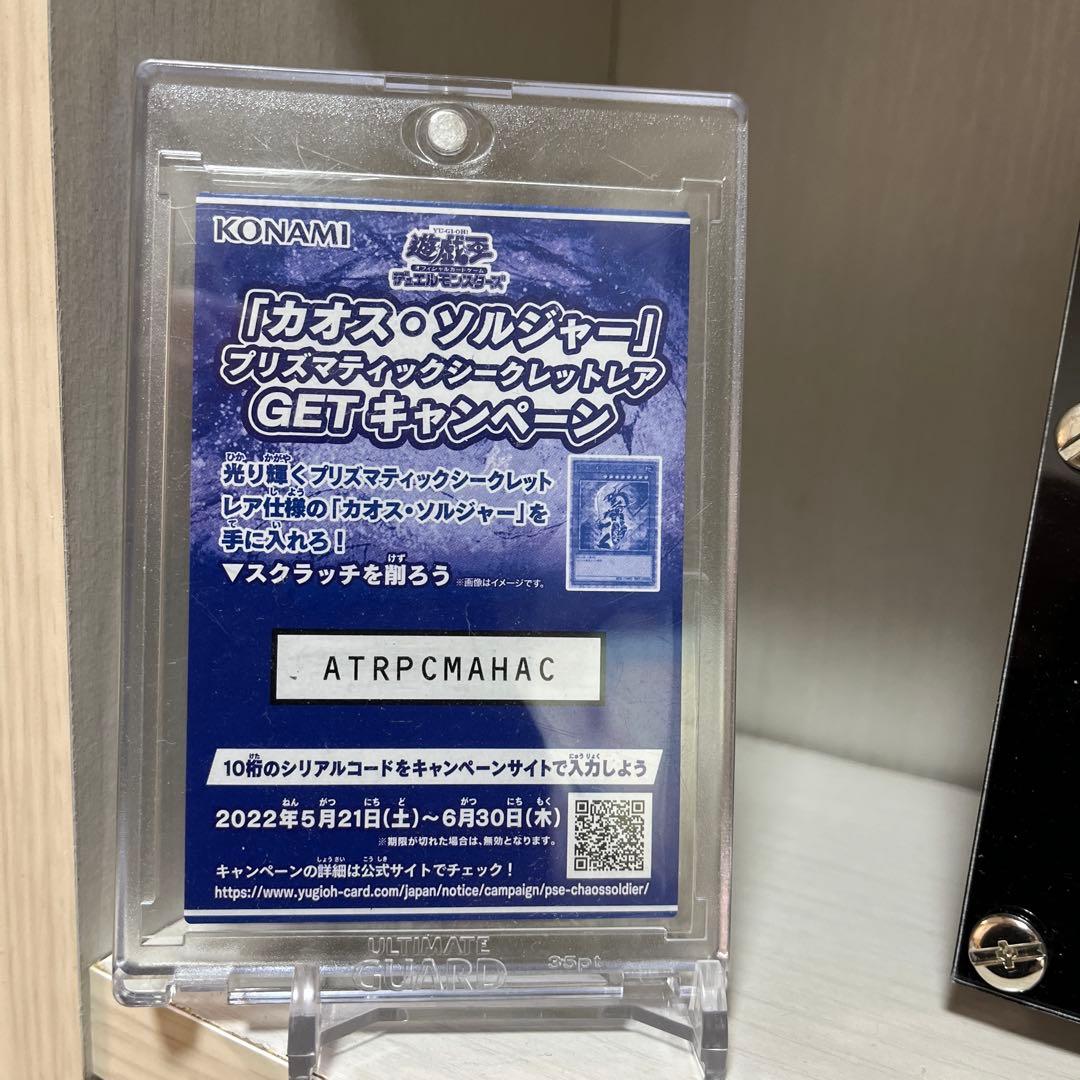 KONAMI
YU-GI-OH!
遊戯王
オフィシャルカードゲーム
デュエルモンスターズ
「カオス・ソルジャー」
プリズマティックシークレットレア
GETキャンペーン
光り輝くプリズマティックシークレット
レア仕様の「カオス・ソルジャー」を
手に入れろ!
▼スクラッチを削ろう ※画像はイメージです。
ATRPCMAHAC
10桁のシリアルコードをキャンペーンサイトで入力しよう
2022年5月21日(土)~6月30日(木)
※期限が切れた場合は、無効となります。
キャンペーンの詳細は公式サイトでチェック!
https://www.yugioh-card.com/japan/notice/campaign/pse-chaossoldier/
ULTIMATE
GUARD 35pt